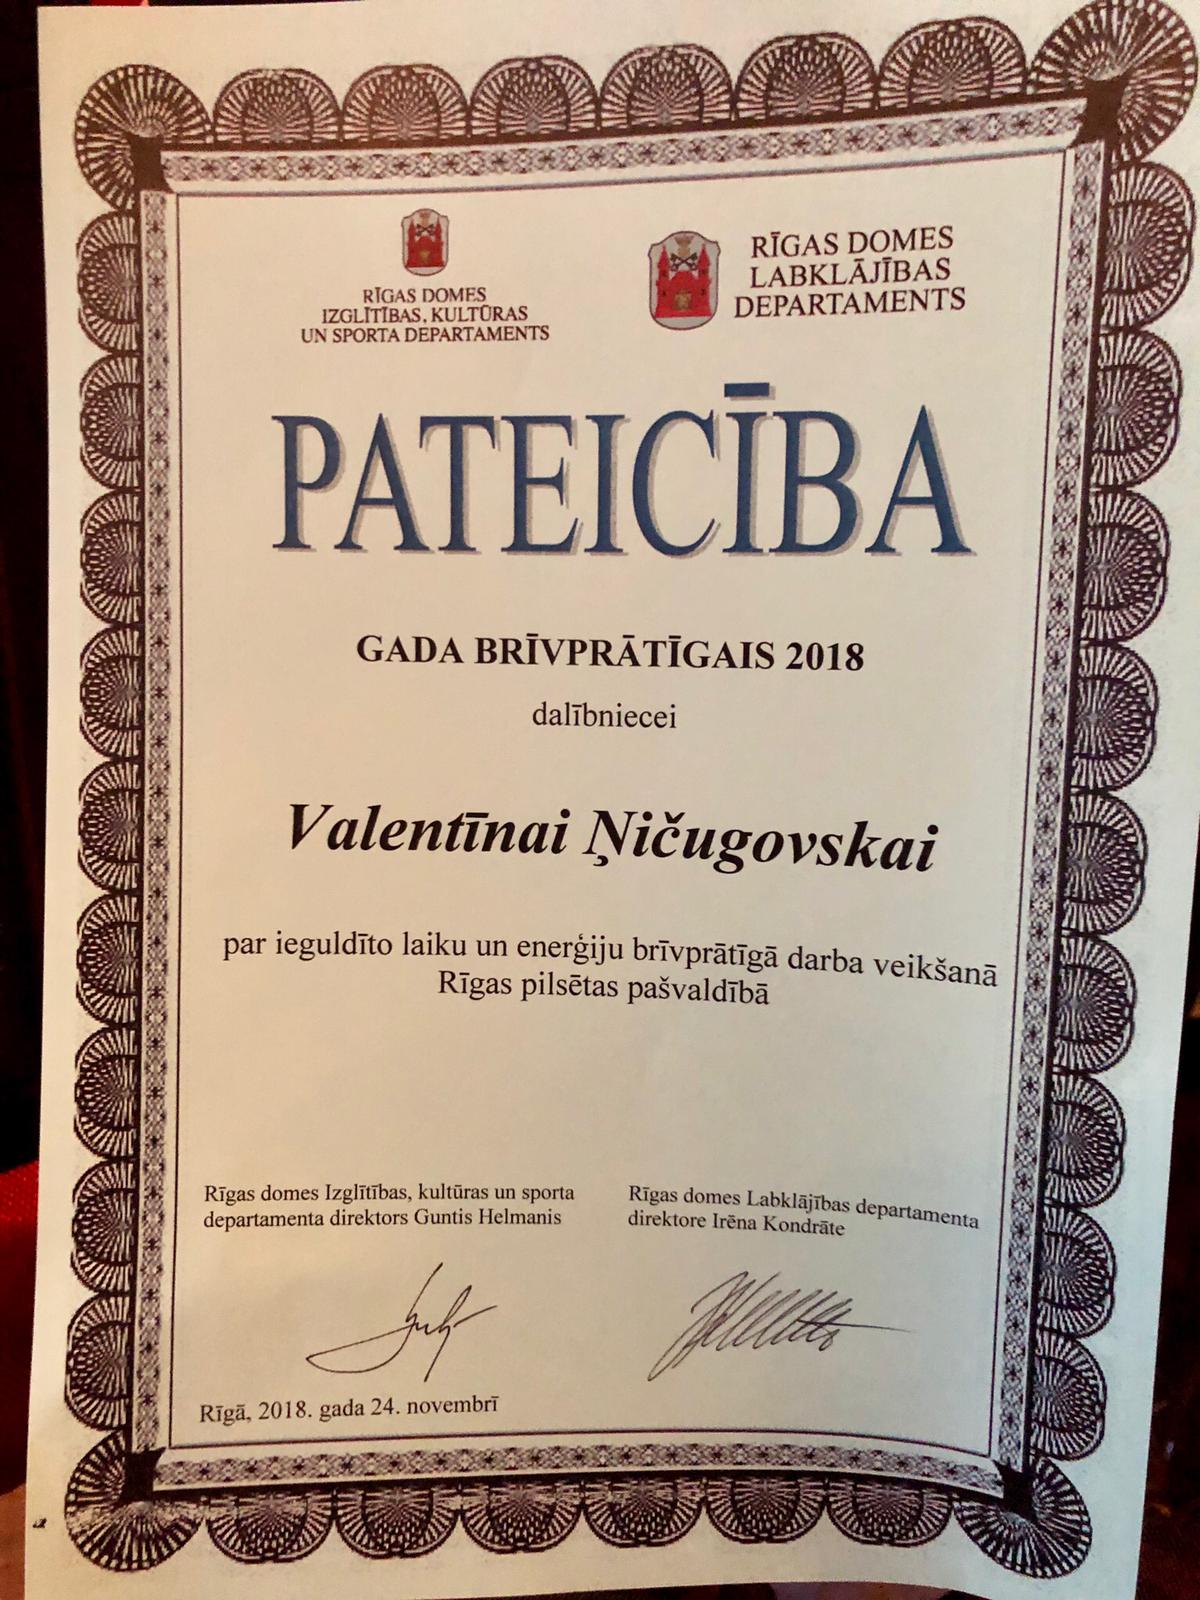 RĪGAS DOMES
IZGLĪTĪBAS, KULTŪRAS
UN SPORTA DEPARTAMENTS
RĪGAS DOMES
LABKLĀJĪBAS
DEPARTAMENTS
PATEICĪBA
GADA BRĪVPRĀTĪGAIS 2018
dalībniecei
Valentīnai Ņičugovskai
par ieguldīto laiku un enerģiju brīvprātīgā darba veikšanā
Rīgas pilsētas pašvaldībā
Rīgas domes Izglītības, kultūras un sporta
departamenta direktors Guntis Helmanis
Rīgas domes Labklājības departamenta
direktore Irēna Kondrāte
Rīgā, 2018. gada 24. novembrī